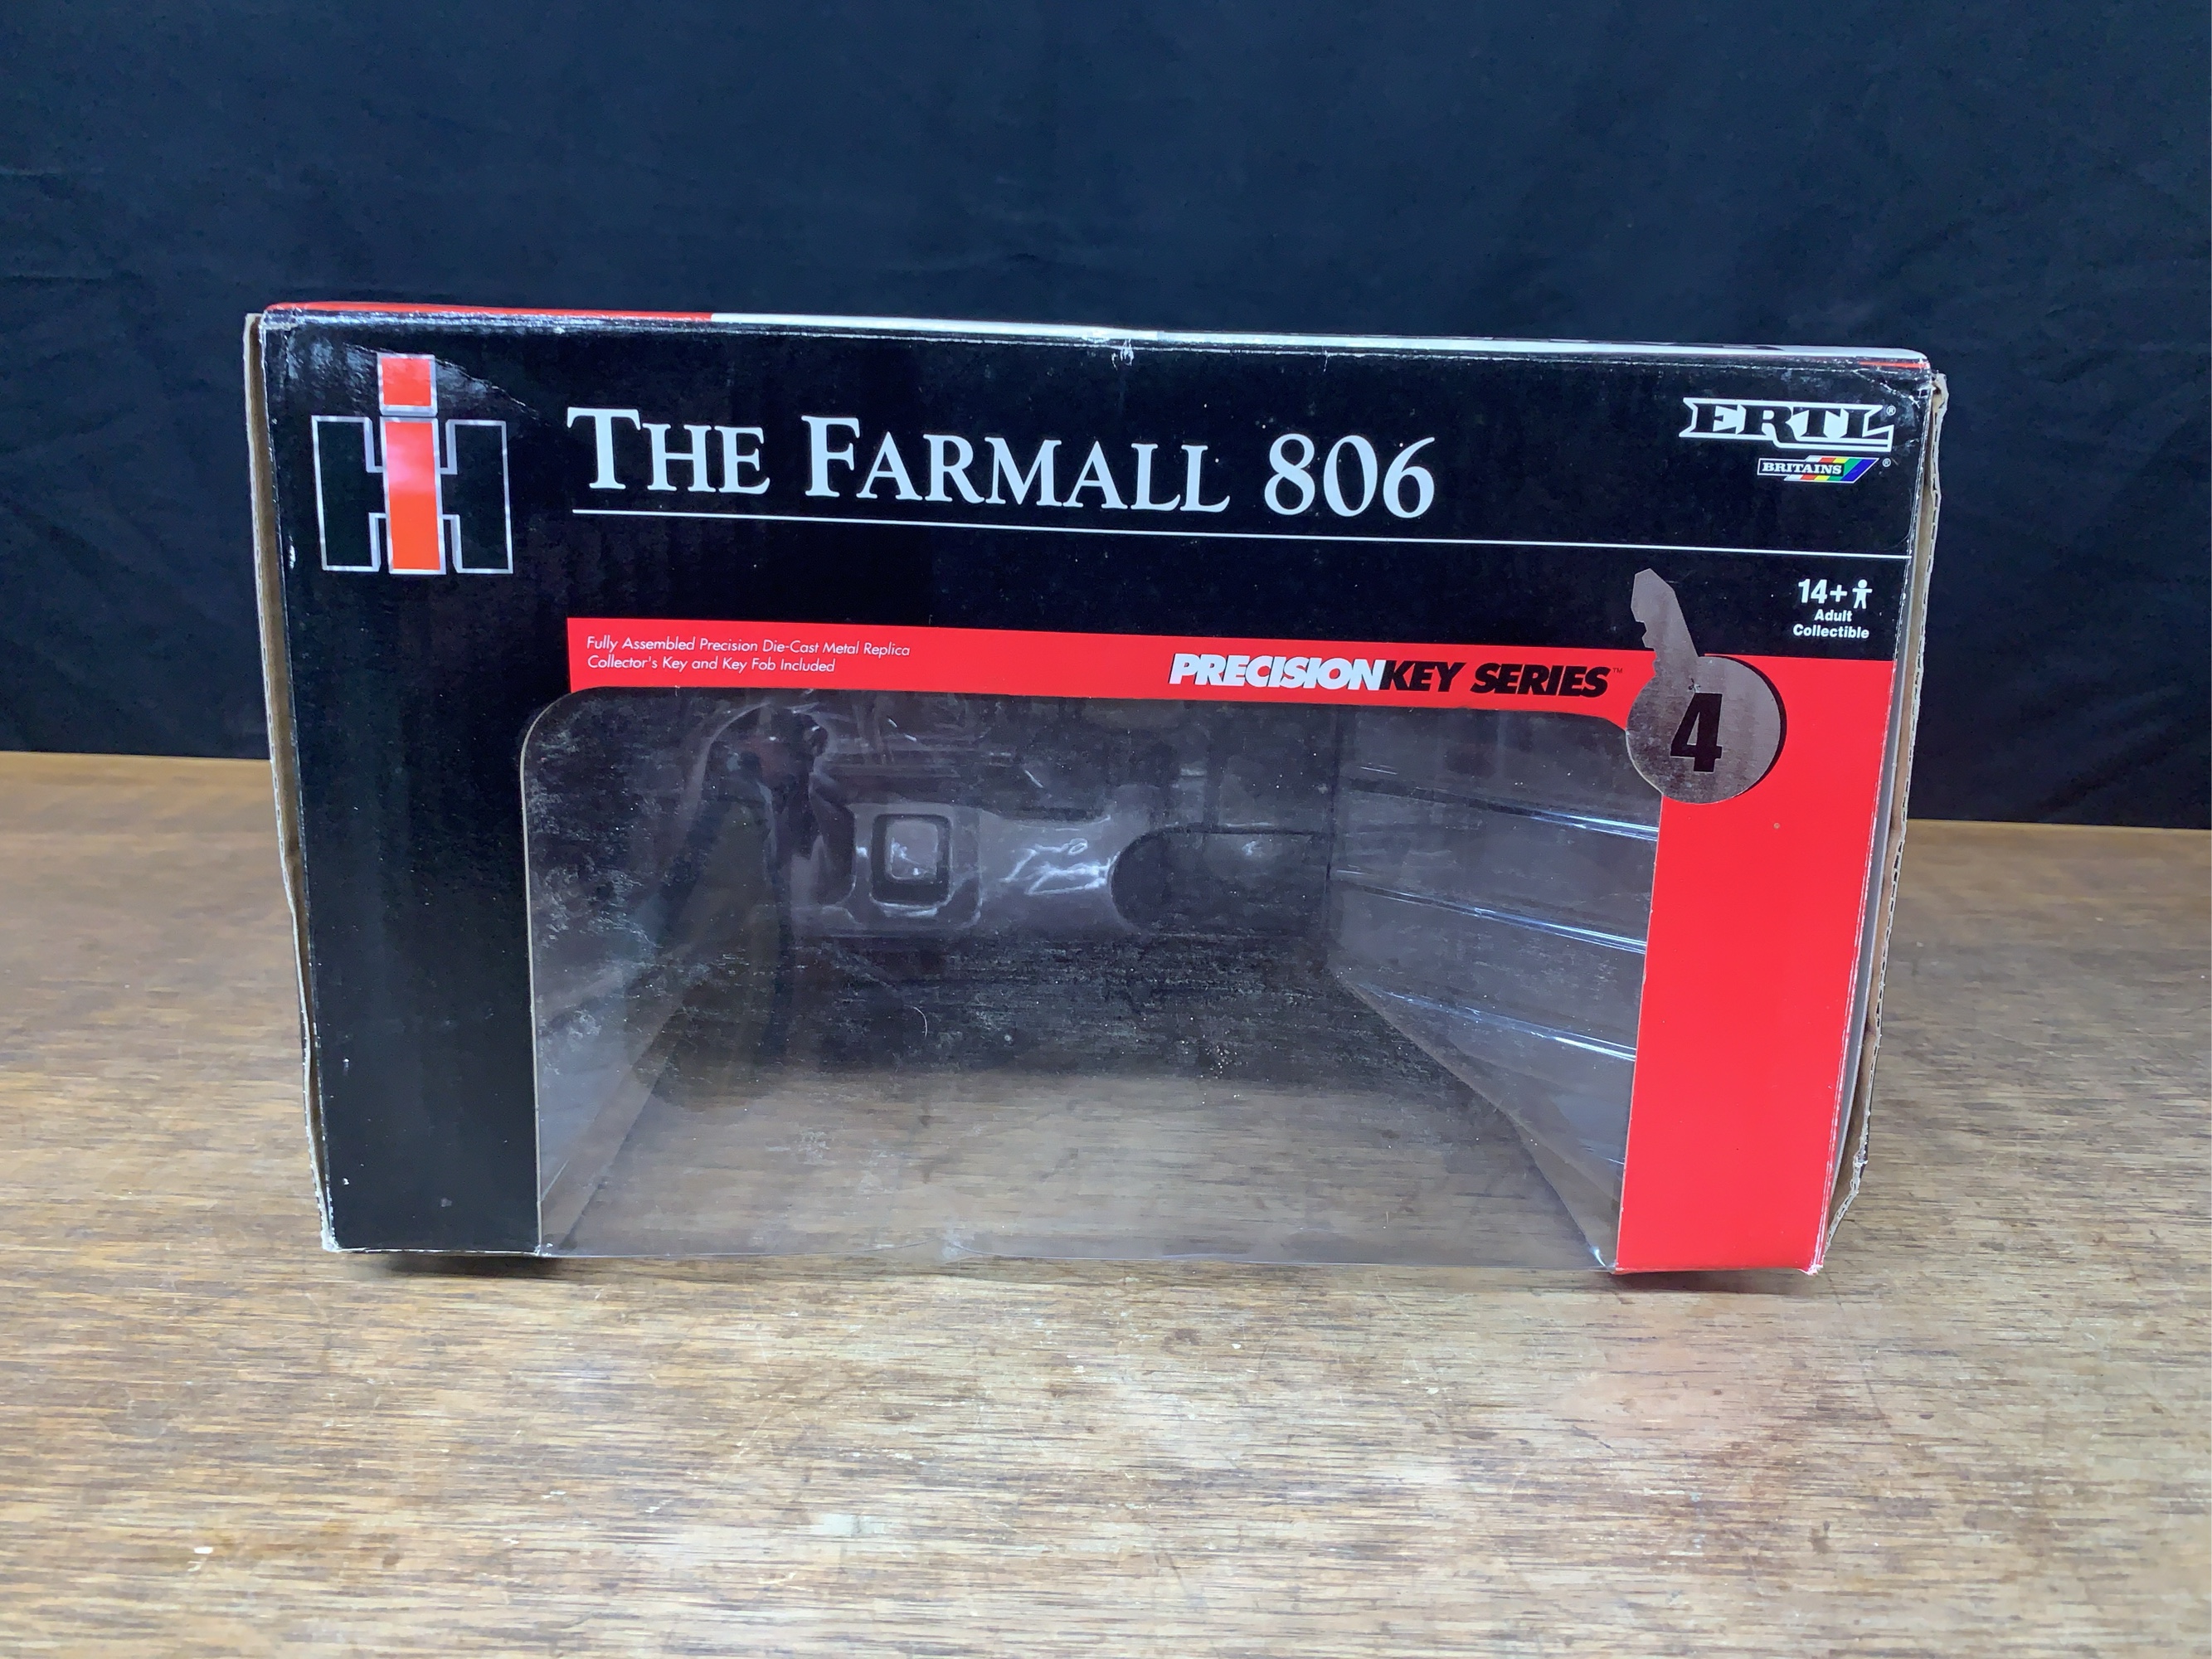 THE FARMALL 806
ERTL®
BRITAINS®
14+
Adult
Collectible
Fully Assembled Precision Die-Cast Metal Replica
Collector's Key and Key Fob Included
PRECISIONKEY SERIES™
4